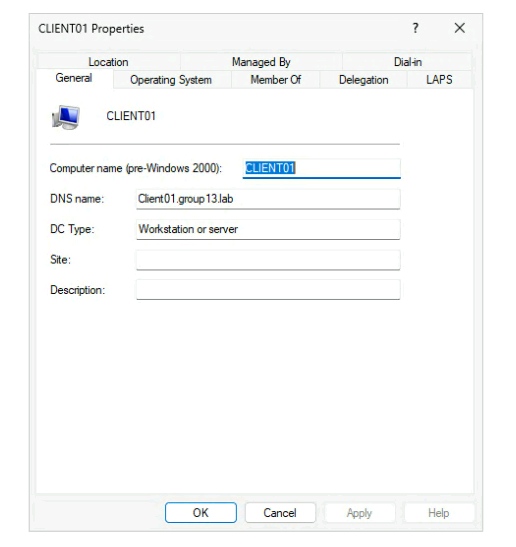 CLIENT01 Properties ? ×
Location Managed By Dial-in
General Operating System Member Of Delegation LAPS
CLIENT01
Computer name (pre-Windows 2000): CLIENT01
DNS name: Client01.group13.lab
DC Type: Workstation or server
Site:
Description:
OK Cancel Apply Help